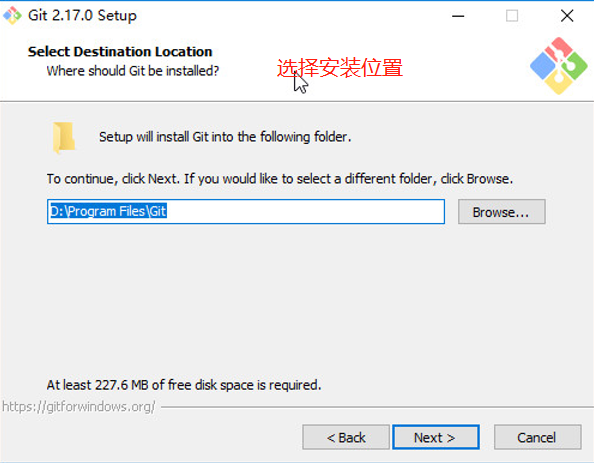 Git 2.17.0 Setup
Select Destination Location
Where should Git be installed?
选择安装位置
Setup will install Git into the following folder.
To continue, click Next. If you would like to select a different folder, click Browse.
D:\Program Files\Git
Browse...
At least 227.6 MB of free disk space is required.
https://gitforwindows.org/
< Back
Next >
Cancel